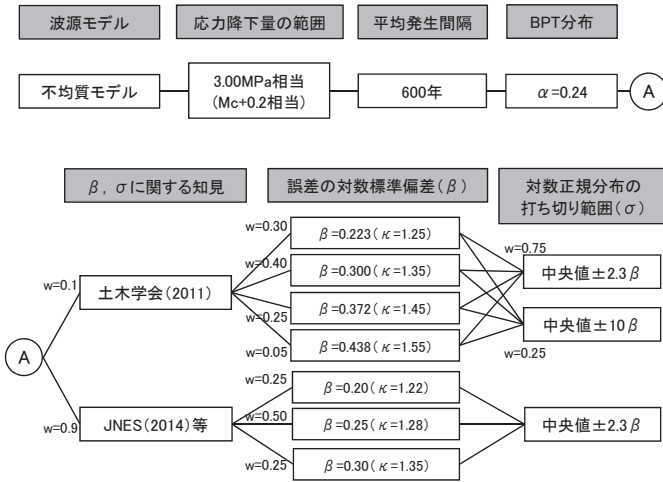 波源モデル
応力降下量の範囲
平均発生間隔
BPT分布
不均質モデル
3.00MPa相当
(Mc+0.2相当)
600年
α=0.24
A
β, σに関する知見
誤差の対数標準偏差(β)
対数正規分布の
打ち切り範囲(σ)
A
w=0.1
土木学会(2011)
w=0.30
β=0.223(κ=1.25)
w=0.40
β=0.300(κ=1.35)
w=0.25
β=0.372(κ=1.45)
w=0.05
β=0.438(κ=1.55)
w=0.75
中央値±2.3β
中央値±10β
w=0.25
w=0.9
JNES(2014)等
w=0.25
β=0.20(κ=1.22)
w=0.50
β=0.25(κ=1.28)
w=0.25
β=0.30(κ=1.35)
中央値±2.3β